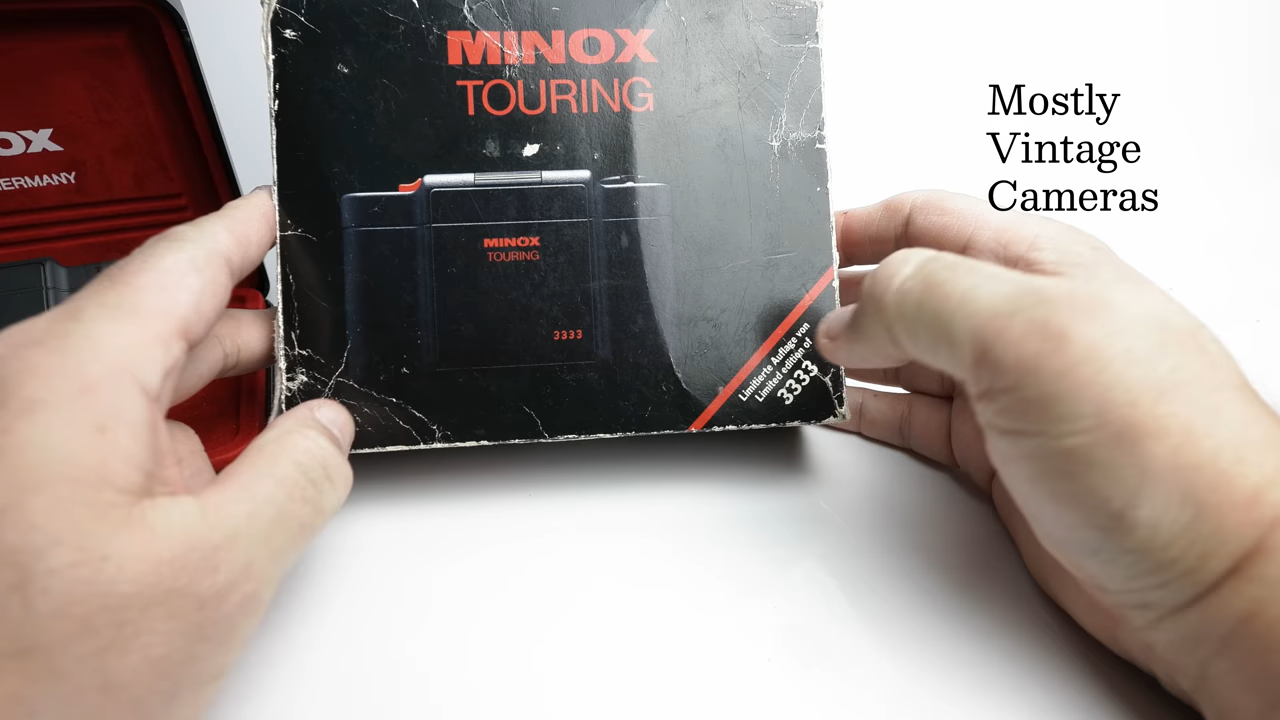 MINOX
TOURING
MINOX
TOURING
3333
Limitierte Auflage von
Limited edition of
3333
OX
ERMANY
Mostly
Vintage
Cameras